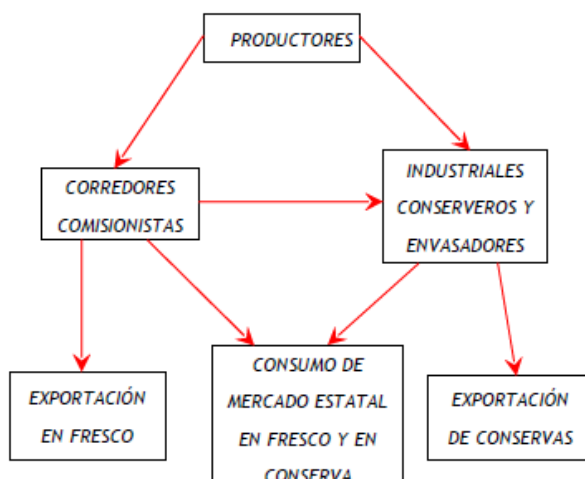 PRODUCTORES
CORREDORES
COMISIONISTAS
INDUSTRIALES
CONSERVEROS Y
ENVASADORES
EXPORTACIÓN
EN FRESCO
CONSUMO DE
MERCADO ESTATAL
EN FRESCO Y EN
CONSERVA
EXPORTACIÓN
DE CONSERVAS